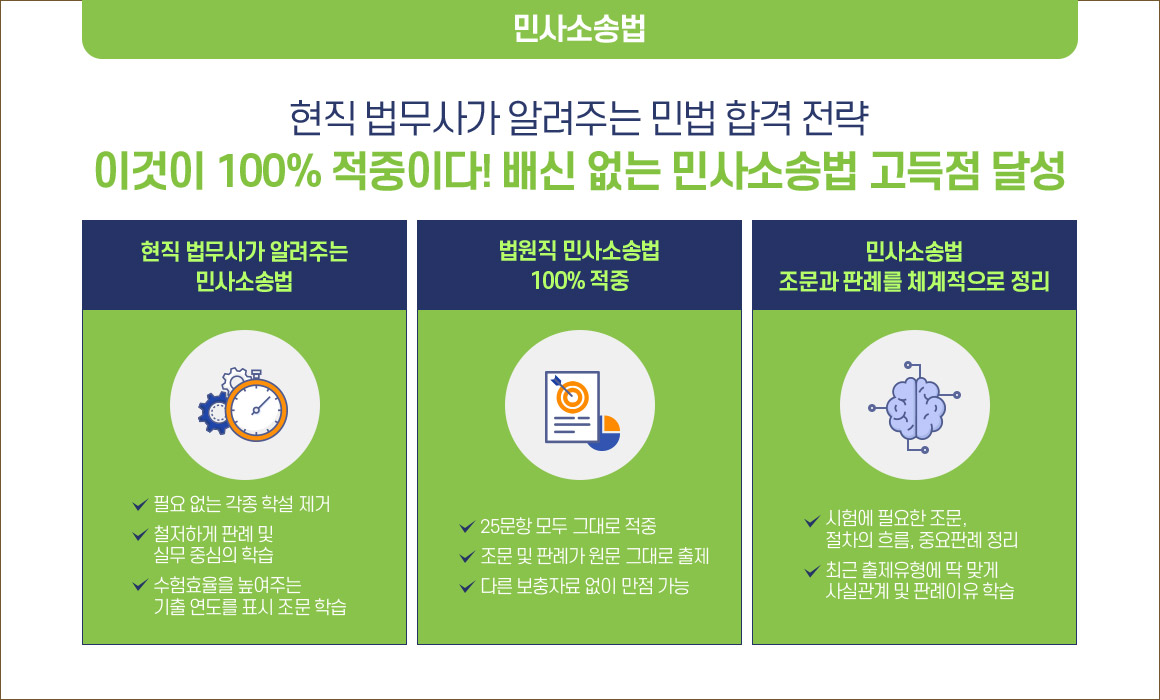 민사소송법
현직 법무사가 알려주는 민법 합격 전략
이것이 100% 적중이다! 배신 없는 민사소송법 고득점 달성
현직 법무사가 알려주는
민사소송법
필요 없는 각종 학설 제거
철저하게 판례 및
실무 중심의 학습
수험효율을 높여주는
기출 연도를 표시 조문 학습
법원직 민사소송법
100% 적중
25문항 모두 그대로 적중
조문 및 판례가 원문 그대로 출제
다른 보충자료 없이 만점 가능
민사소송법
조문과 판례를 체계적으로 정리
시험에 필요한 조문,
절차의 흐름, 중요판례 정리
최근 출제유형에 딱 맞게
사실관계 및 판례이유 학습